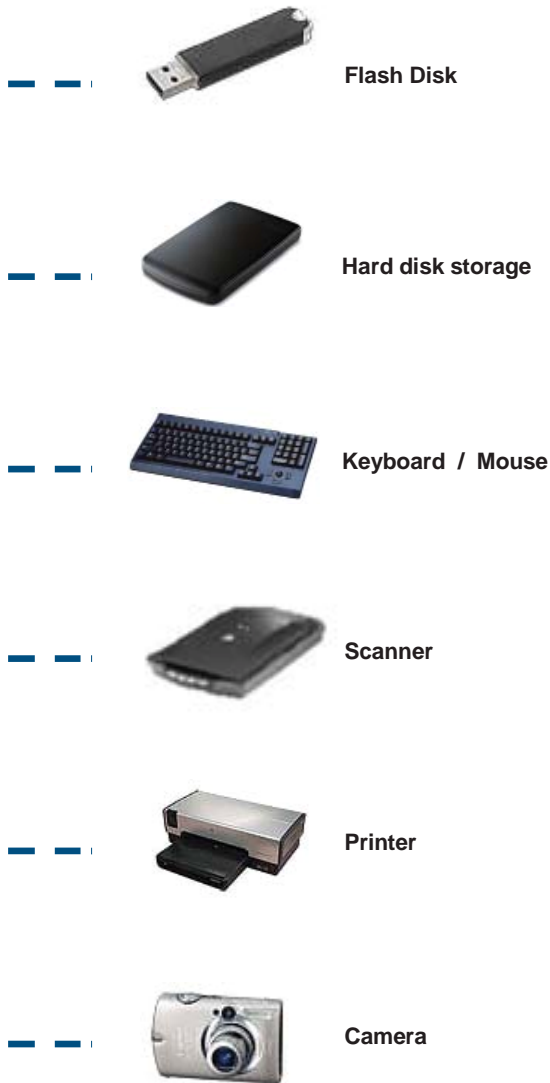 Flash Disk
Hard disk storage
Keyboard / Mouse
Scanner
Printer
Camera